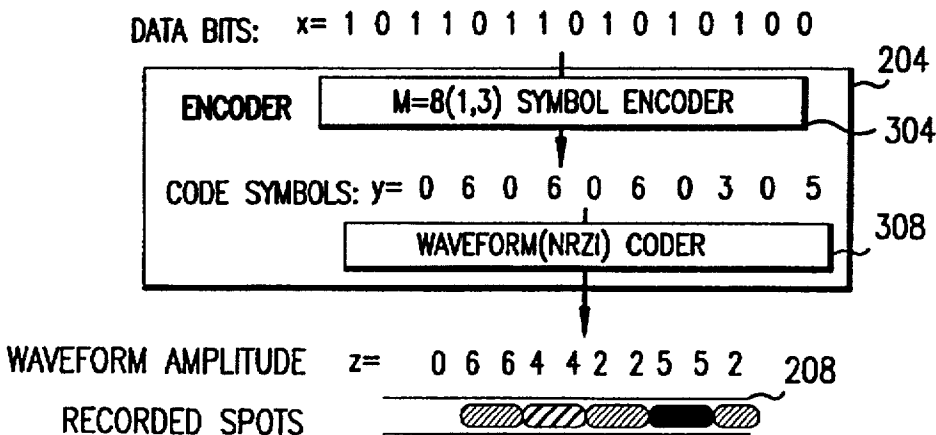 DATA BITS: x= 1 0 1 1 0 1 1 0 1 0 1 0 1 0 0
204
ENCODER
M=8(1,3) SYMBOL ENCODER
304
CODE SYMBOLS: y= 0 6 0 6 0 6 0 3 0 5
WAVEFORM(NRZI) CODER
308
WAVEFORM AMPLITUDE z= 0 6 6 4 4 2 2 5 5 2
208
RECORDED SPOTS